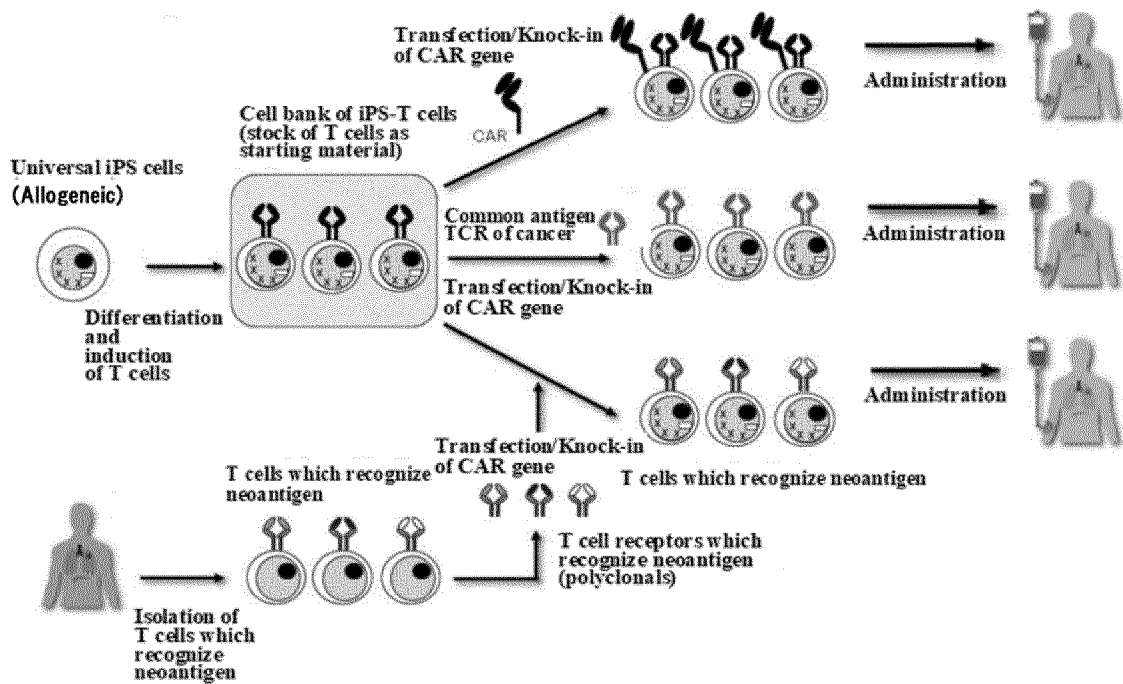 Transfection/Knock-in
of CAR gene
CAR
Administration
Cell bank of iPS-T cells
(stock of T cells as
starting material)
Universal iPS cells
(Allogeneic)
Differentiation
and
induction
of T cells
Common antigen
TCR of cancer
Transfection/Knock-in
of CAR gene
Administration
Administration
Transfection/Knock-in
of CAR gene
T cells which recognize
neoantigen
T cells which recognize neoantigen
T cell receptors which
recognize neoantigen
(polyclonals)
Isolation of
T cells which
recognize
neoantigen